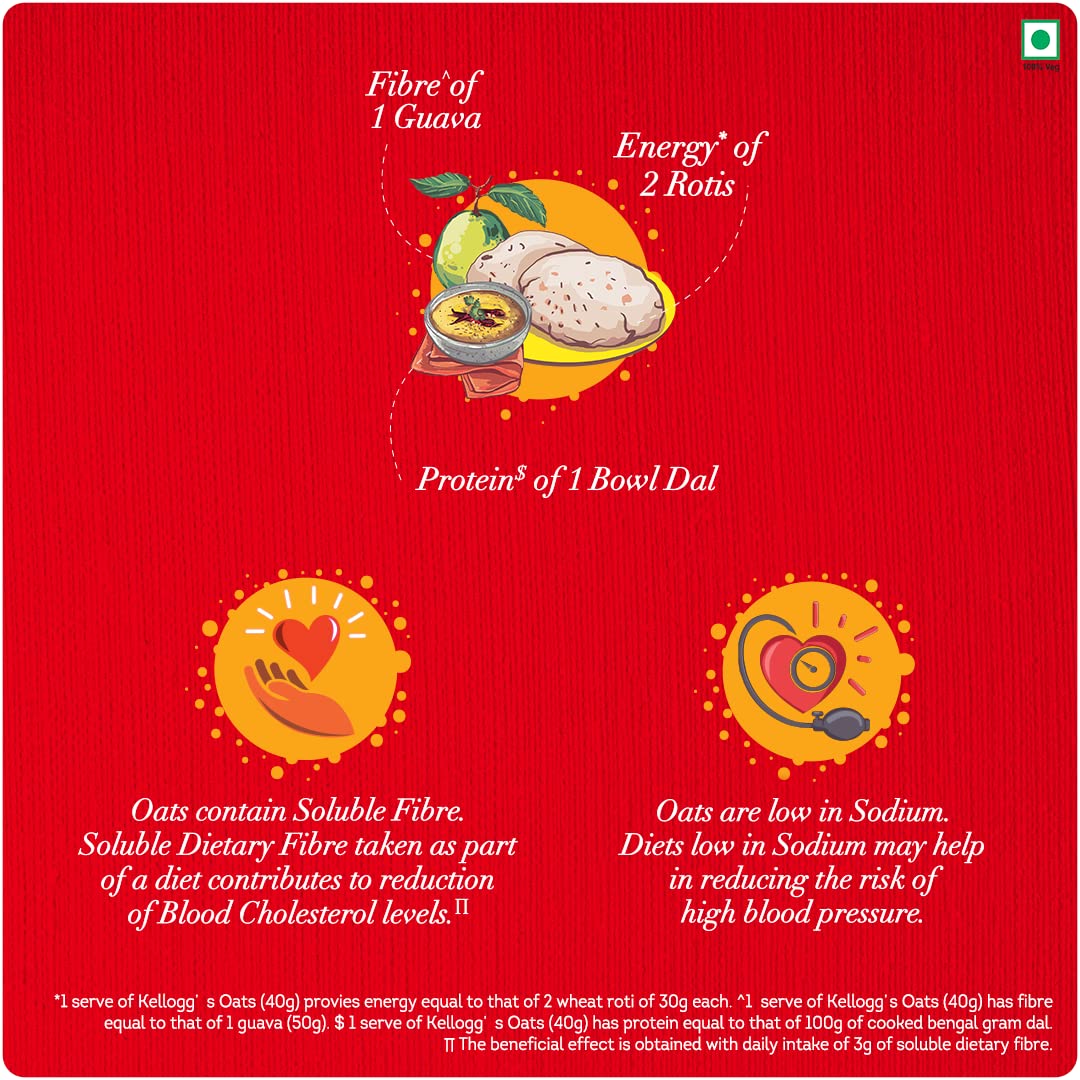 100% Veg
Fibre^of
1 Guava
Energy* of
2 Rotis
Protein$ of 1 Bowl Dal
Oats contain Soluble Fibre.
Soluble Dietary Fibre taken as part
of a diet contributes to reduction
of Blood Cholesterol levels.∏
Oats are low in Sodium.
Diets low in Sodium may help
in reducing the risk of
high blood pressure.
*1 serve of Kellogg' s Oats (40g) provies energy equal to that of 2 wheat roti of 30g each. ^1 serve of Kellogg's Oats (40g) has fibre
equal to that of 1 guava (50g). $ 1 serve of Kellogg' s Oats (40g) has protein equal to that of 100g of cooked bengal gram dal.
∏ The beneficial effect is obtained with daily intake of 3g of soluble dietary fibre.